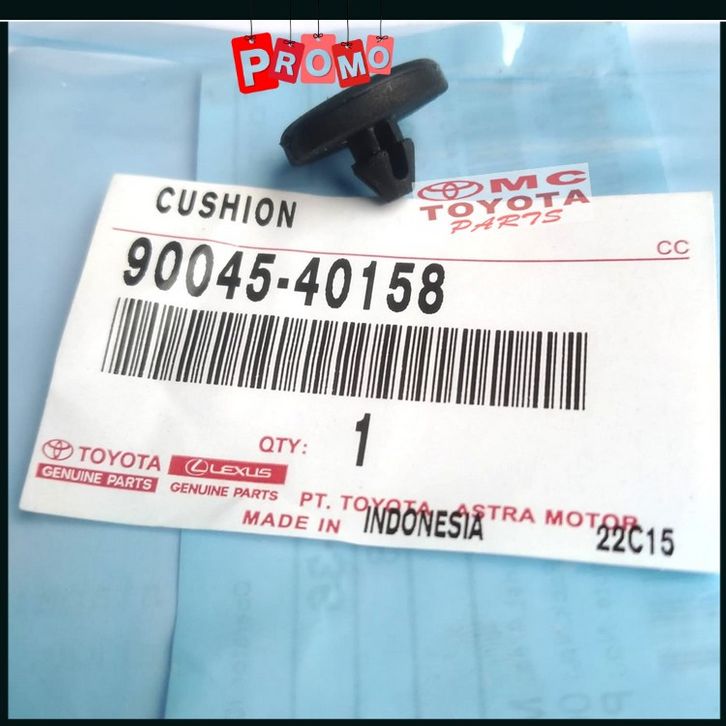 PROMO
CUSHION
MC
TOYOTA
PARTS
CC
90045-40158
QTY: 1
TOYOTA
GENUINE PARTS
LEXUS
GENUINE PARTS
PT. TOYOTA ASTRA MOTOR
MADE IN INDONESIA
22C15